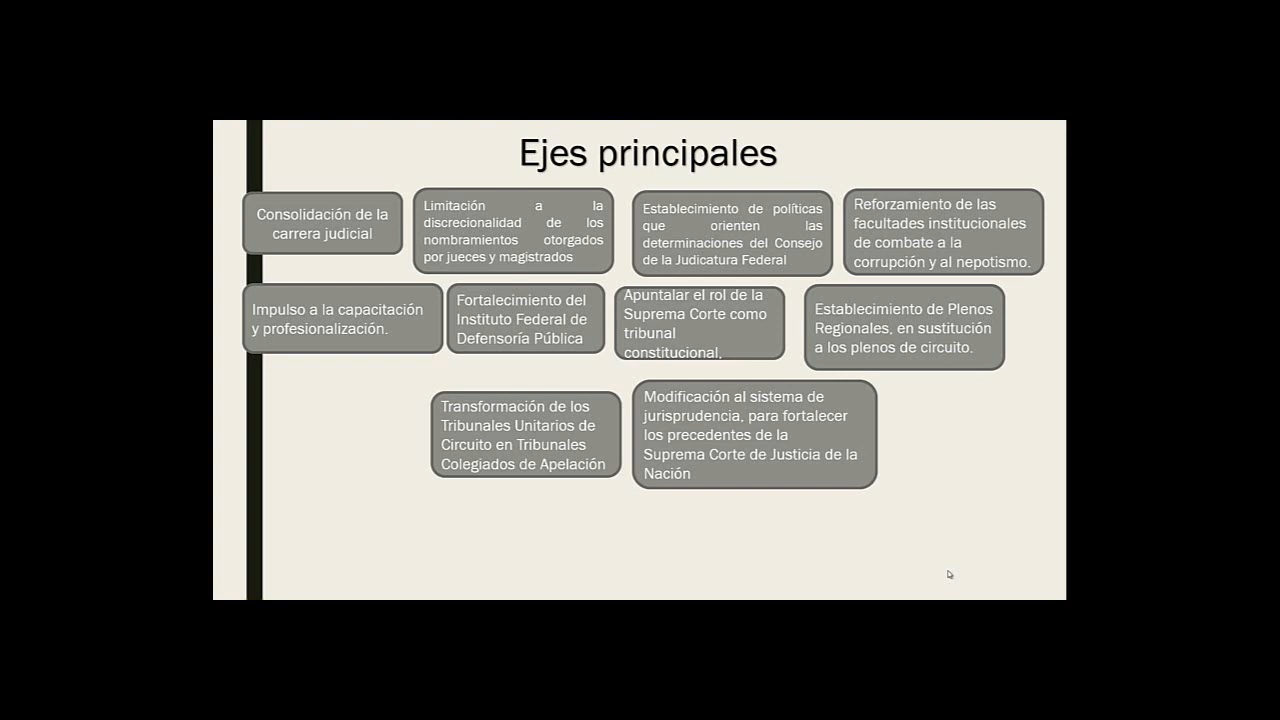 Ejes principales
Consolidación de la
carrera judicial
Limitación a la
discrecionalidad de los
nombramientos otorgados
por jueces y magistrados
Establecimiento de políticas
que orienten las
determinaciones del Consejo
de la Judicatura Federal
Reforzamiento de las
facultades institucionales
de combate a la
corrupción y al nepotismo.
Impulso a la capacitación
y profesionalización.
Fortalecimiento del
Instituto Federal de
Defensoría Pública
Apuntalar el rol de la
Suprema Corte como
tribunal
constitucional,
Establecimiento de Plenos
Regionales, en sustitución
a los plenos de circuito.
Transformación de los
Tribunales Unitarios de
Circuito en Tribunales
Colegiados de Apelación
Modificación al sistema de
jurisprudencia, para fortalecer
los precedentes de la
Suprema Corte de Justicia de la
Nación